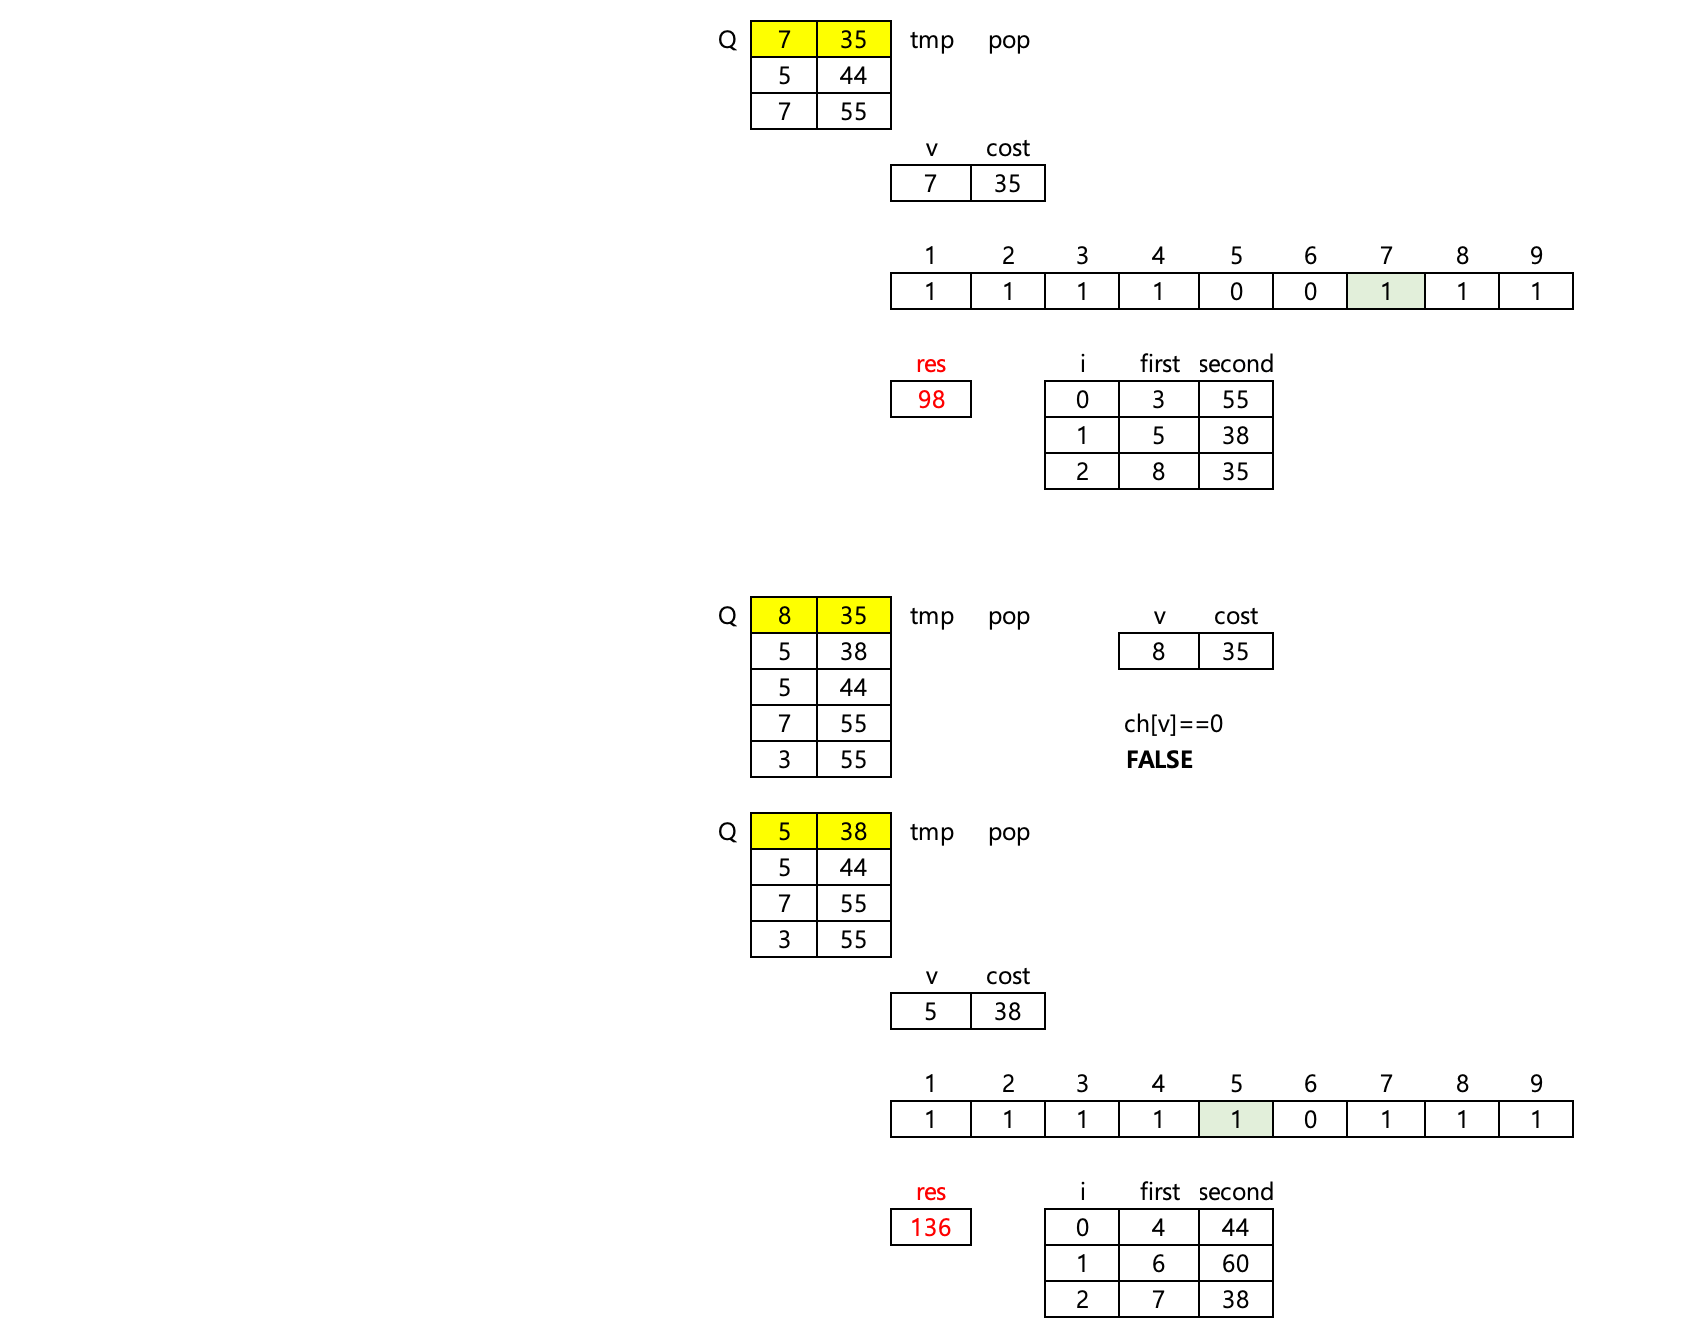 Q 7 35 tmp pop
5 44
7 55
v cost
7 35
1 2 3 4 5 6 7 8 9
1 1 1 1 0 0 1 1 1
res i first second
98 0 3 55
1 5 38
2 8 35
Q 8 35 tmp pop v cost
5 38 8 35
5 44
7 55 ch[v]==0
3 55 FALSE
Q 5 38 tmp pop
5 44
7 55
3 55
v cost
5 38
1 2 3 4 5 6 7 8 9
1 1 1 1 1 0 1 1 1
res i first second
136 0 4 44
1 6 60
2 7 38